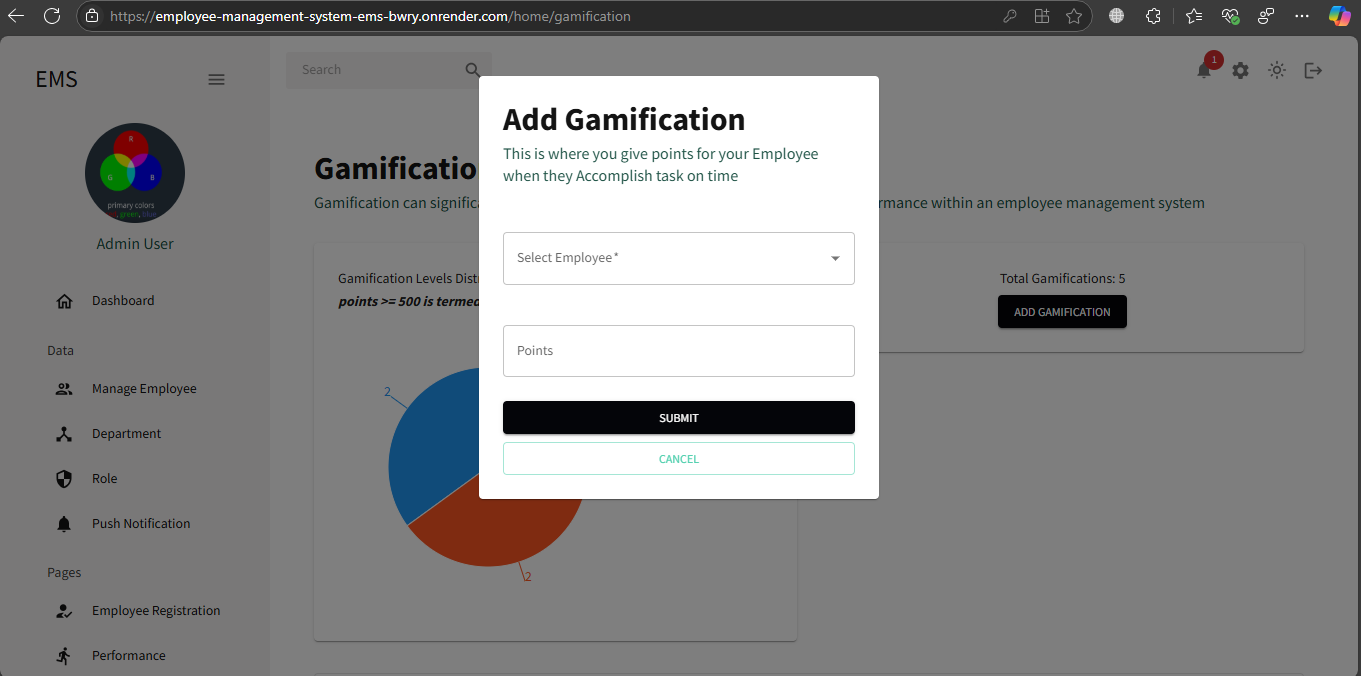 https://employee-management-system-ems-bwry.onrender.com/home/gamification
EMS
Search
1
R
G
B
primary colors
green, blue
Admin User
Dashboard
Data
Manage Employee
Department
Role
Push Notification
Pages
Employee Registration
Performance
Gamificatio
Gamification can signific
rmance within an employee management system
Gamification Levels Distr
points >= 500 is termed
2
2
Total Gamifications: 5
ADD GAMIFICATION
Add Gamification
This is where you give points for your Employee
when they Accomplish task on time
Select Employee *
Points
SUBMIT
CANCEL